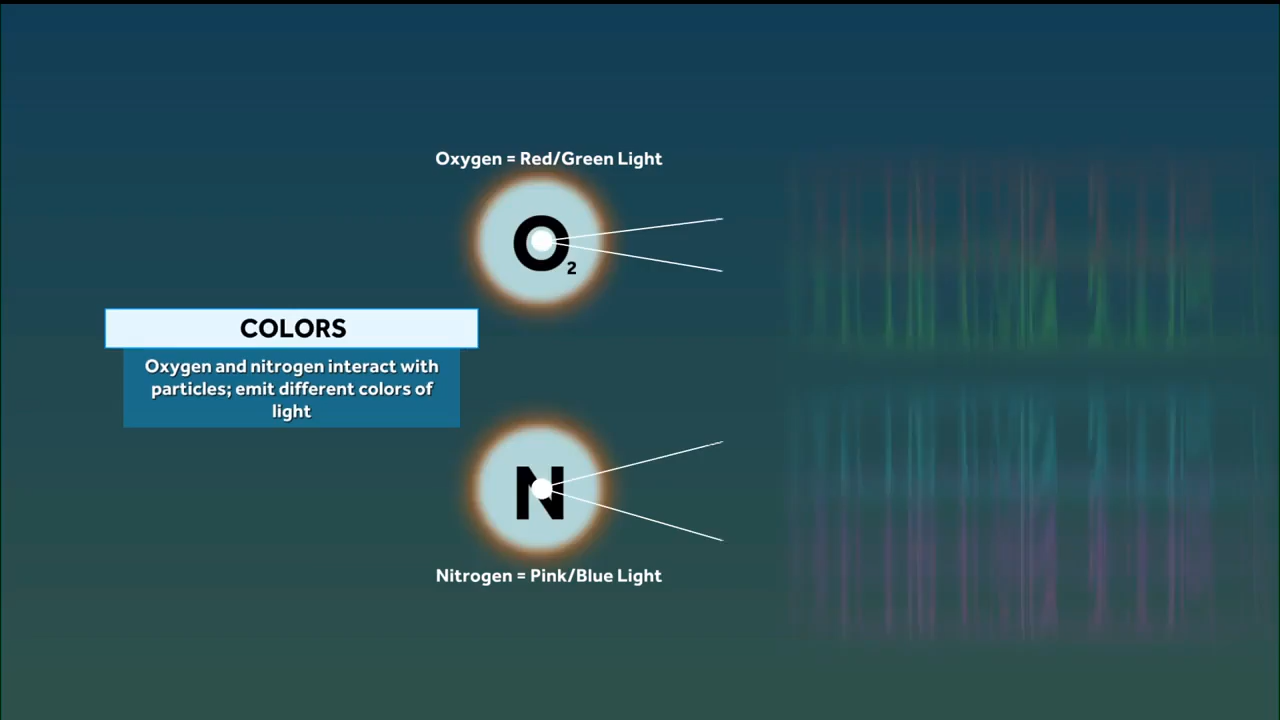 Oxygen = Red/Green Light
O2
COLORS
Oxygen and nitrogen interact with
particles; emit different colors of
light
N
Nitrogen = Pink/Blue Light